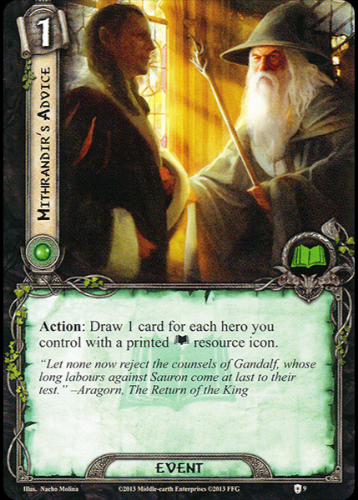 1
MITHRANDIR'S ADVICE
Action: Draw 1 card for each hero you
control with a printed resource icon.
"Let none now reject the counsels of Gandalf, whose
long labours against Sauron come at last to their
test." –Aragorn, The Return of the King
EVENT
Illus. Nacho Molina ©2013 Middle-earth Enterprises ©2013 FFG 9